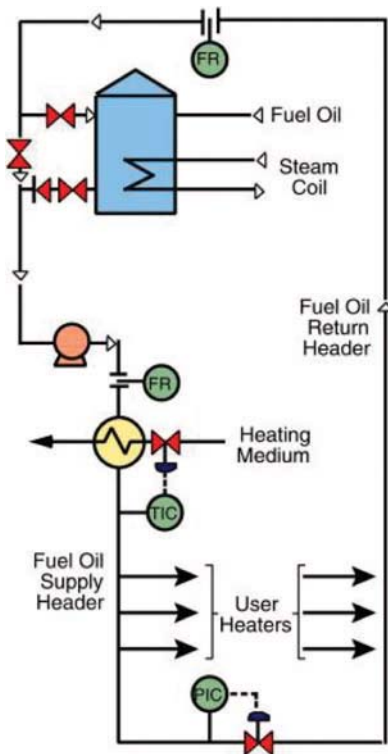 FR
Fuel Oil
Steam
Coil
Fuel Oil
Return
Header
FR
Heating
Medium
TIC
Fuel Oil
Supply
Header
User
Heaters
PIC